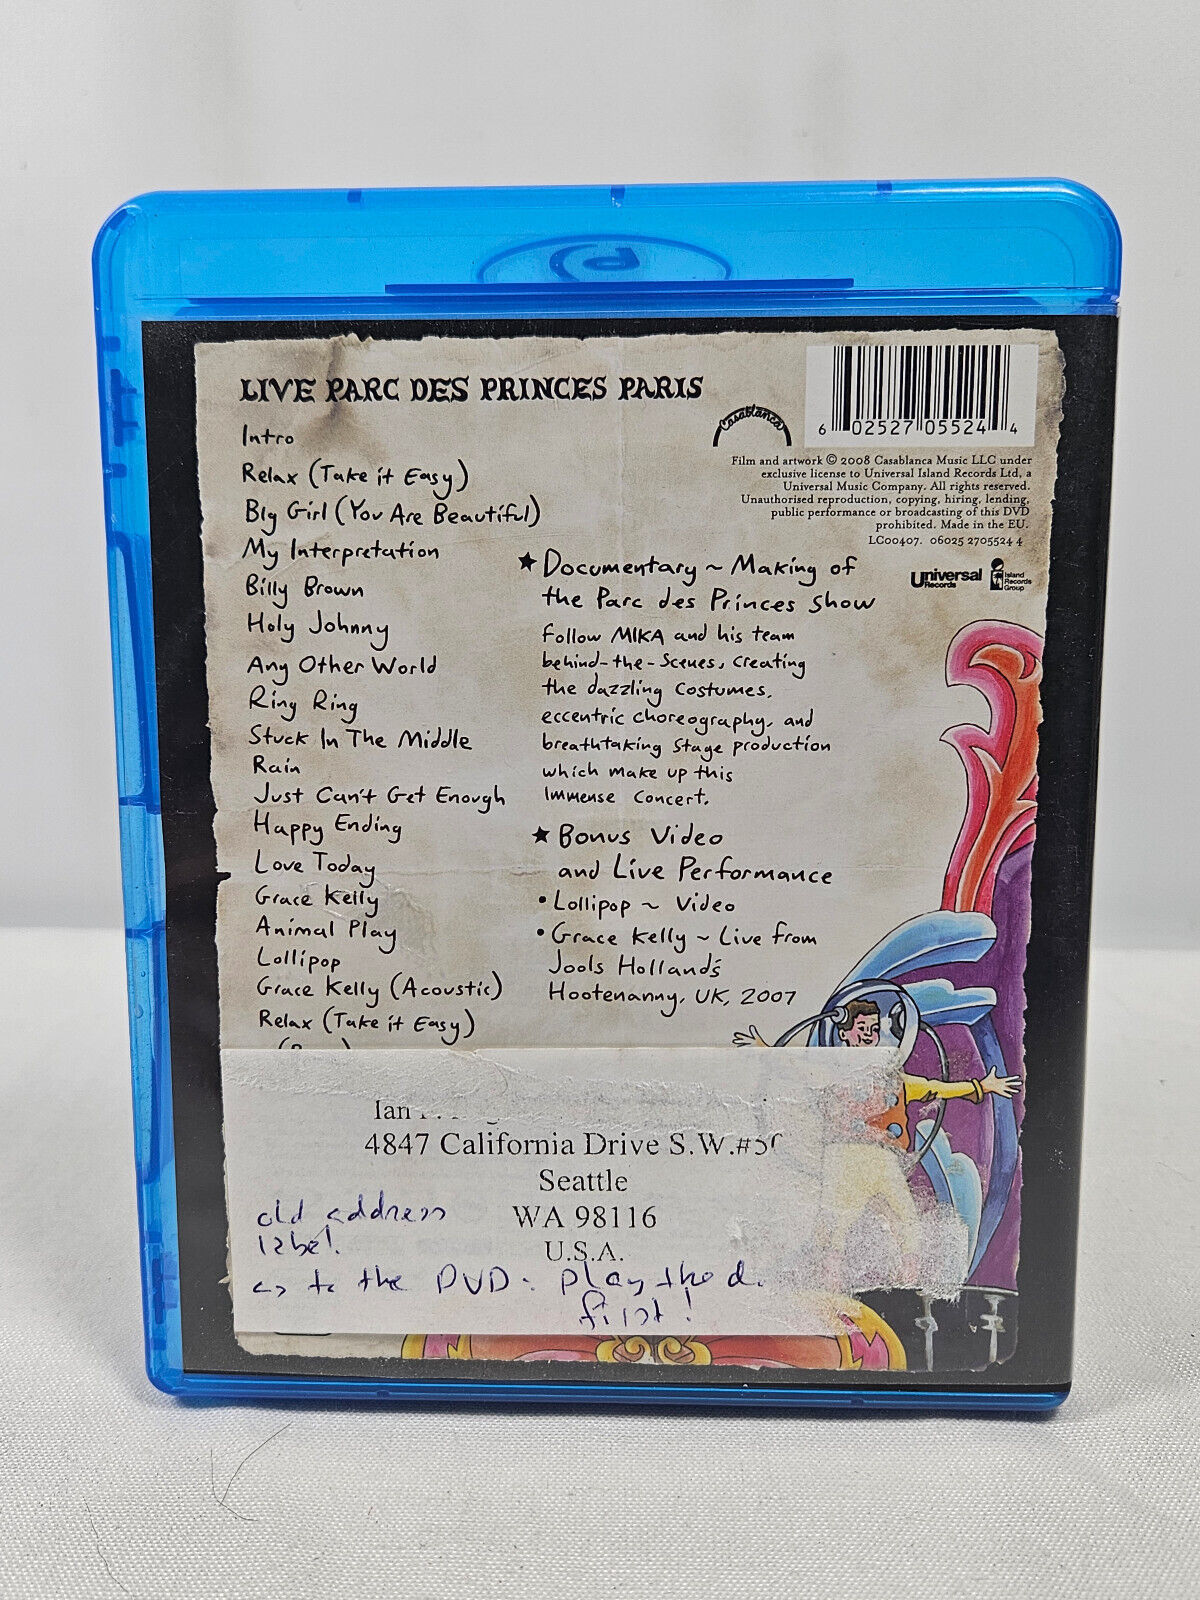 LIVE PARC DES PRINCES PARIS
Intro
Relax (Take it Easy)
Big Girl (You Are Beautiful)
My Interpretation
Billy Brown
Holy Johnny
Any Other World
Ring Ring
Stuck In The Middle
Rain
Just Can't Get Enough
Happy Ending
Love Today
Grace Kelly
Animal Play
Lollipop
Grace Kelly (Acoustic)
Relax (Take it Easy)
Casablanca
6 02527 05524 4
Film and artwork © 2008 Casablanca Music LLC under
exclusive license to Universal Island Records Ltd, a
Universal Music Company. All rights reserved.
Unauthorised reproduction, copying, hiring, lending,
public performance or broadcasting of this DVD
prohibited. Made in the EU.
LC00407. 06025 2705524 4
Universal
Records
Island
Records
Group
★ Documentary ~ Making of
the Parc des Princes Show
Follow MIKA and his team
behind-the-scenes, creating
the dazzling costumes,
eccentric choreography, and
breathtaking stage production
which make up this
immense concert.
★ Bonus Video
and Live Performance
• Lollipop ~ Video
• Grace Kelly ~ Live from
Jools Holland's
Hootenanny, UK, 2007
Ian
4847 California Drive S.W.#5
Seattle
WA 98116
U.S.A.
old address
label.
to the DVD: play the d.
first!